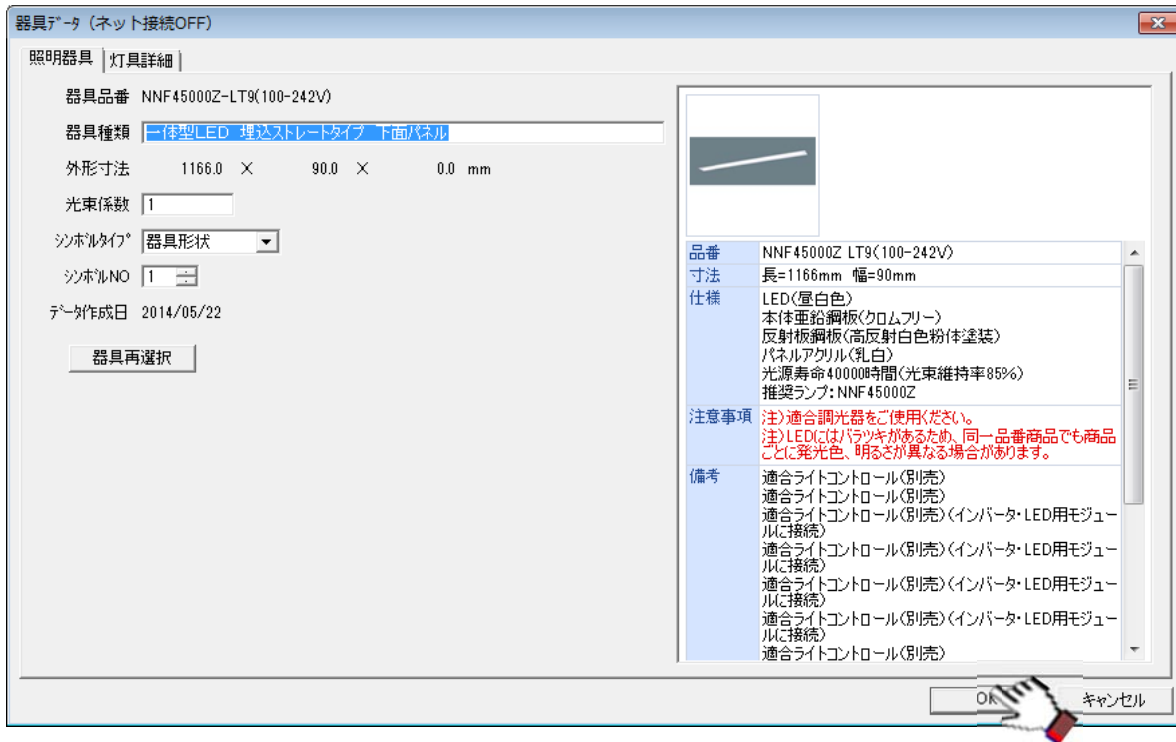 器具ﾃﾞｰﾀ（ネット接続OFF）
照明器具
灯具詳細
器具品番 NNF45000Z-LT9(100-242V)
器具種類 一体型LED 埋込ストレートタイプ 下面パネル
外形寸法 1166.0 × 90.0 × 0.0 mm
光束係数 1
ｼﾝﾎﾞﾙﾀｲﾌﾟ 器具形状
ｼﾝﾎﾞﾙNO 1
ﾃﾞｰﾀ作成日 2014/05/22
器具再選択
品番 NNF45000Z LT9(100-242V)
寸法 長=1166mm 幅=90mm
仕様 LED(昼白色)
本体亜鉛鋼板(クロムフリー)
反射板鋼板(高反射白色粉体塗装)
パネルアクリル(乳白)
光源寿命40000時間(光束維持率85%)
推奨ランプ:NNF45000Z
注意事項 注)適合調光器をご使用ください。
注)LEDにはバラツキがあるため、同一品番商品でも商品
ごとに発光色、明るさが異なる場合があります。
備考 適合ライトコントロール(別売)
適合ライトコントロール(別売)
適合ライトコントロール(別売)(インバータ・LED用モジュー
ルに接続)
適合ライトコントロール(別売)(インバータ・LED用モジュー
ルに接続)
適合ライトコントロール(別売)(インバータ・LED用モジュー
ルに接続)
適合ライトコントロール(別売)(インバータ・LED用モジュー
ルに接続)
適合ライトコントロール(別売)
OK
キャンセル